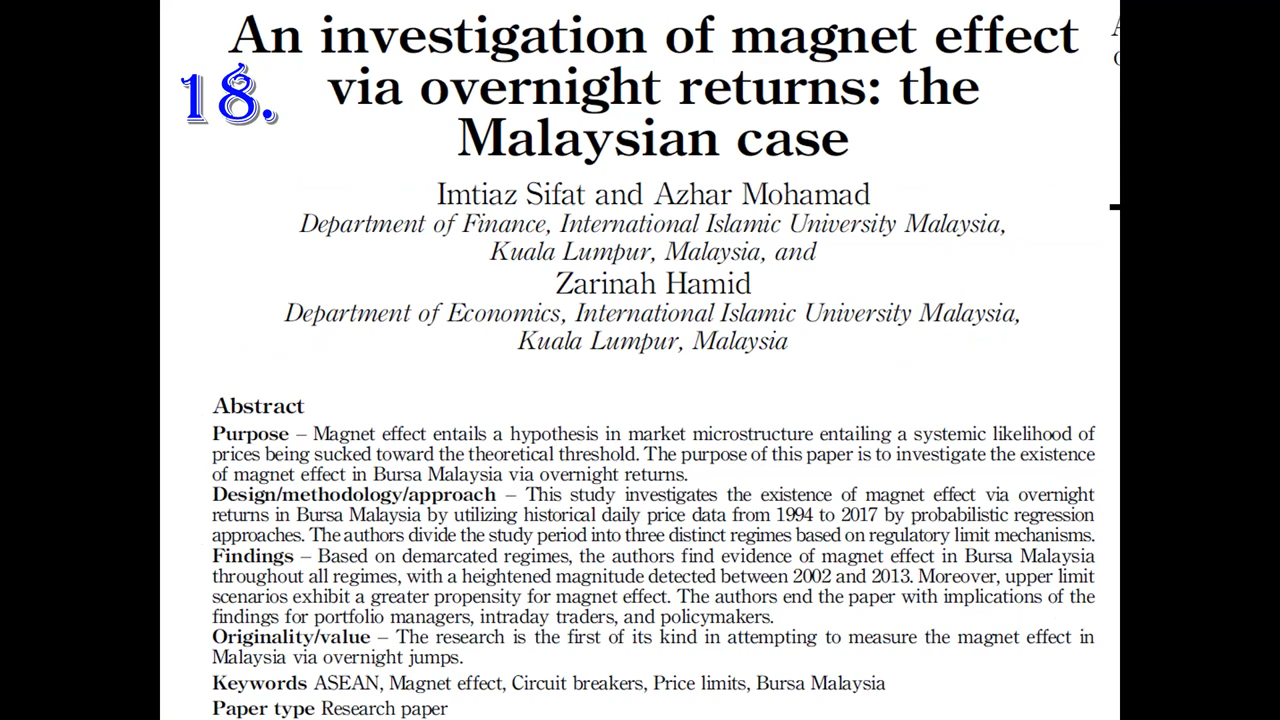 An investigation of magnet effect
18.
via overnight returns: the
Malaysian case
Imtiaz Sifat and Azhar Mohamad
Department of Finance, International Islamic University Malaysia,
Kuala Lumpur, Malaysia, and
Zarinah Hamid
Department of Economics, International Islamic University Malaysia,
Kuala Lumpur, Malaysia
Abstract
Purpose – Magnet effect entails a hypothesis in market microstructure entailing a systemic likelihood of
prices being sucked toward the theoretical threshold. The purpose of this paper is to investigate the existence
of magnet effect in Bursa Malaysia via overnight returns.
Design/methodology/approach – This study investigates the existence of magnet effect via overnight
returns in Bursa Malaysia by utilizing historical daily price data from 1994 to 2017 by probabilistic regression
approaches. The authors divide the study period into three distinct regimes based on regulatory limit mechanisms.
Findings – Based on demarcated regimes, the authors find evidence of magnet effect in Bursa Malaysia
throughout all regimes, with a heightened magnitude detected between 2002 and 2013. Moreover, upper limit
scenarios exhibit a greater propensity for magnet effect. The authors end the paper with implications of the
findings for portfolio managers, intraday traders, and policymakers.
Originality/value – The research is the first of its kind in attempting to measure the magnet effect in
Malaysia via overnight jumps.
Keywords ASEAN, Magnet effect, Circuit breakers, Price limits, Bursa Malaysia
Paper type Research paper